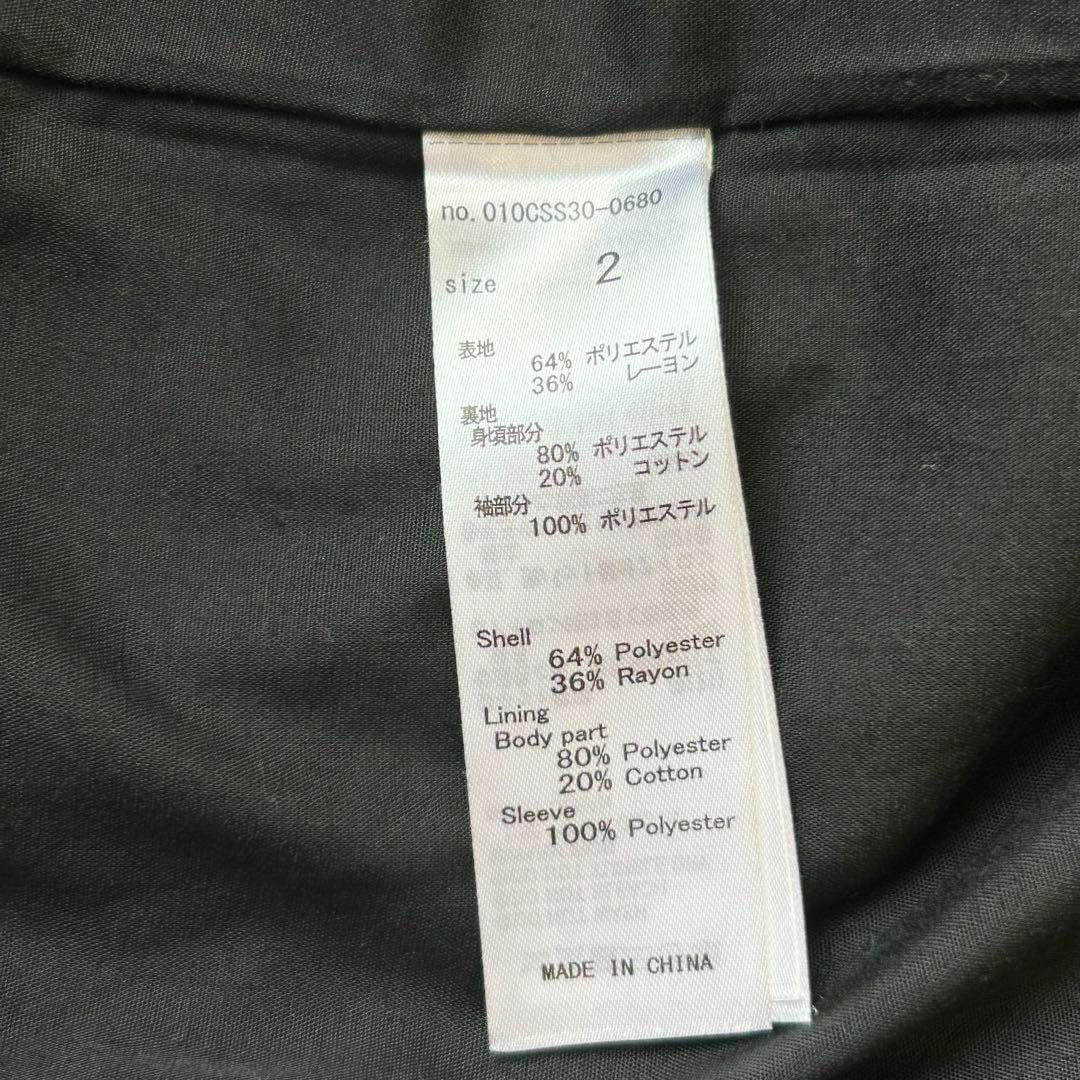 no. 010CSS30-0680
size 2
表地
64% ポリエステル
36% レーヨン
裏地
身頃部分
80% ポリエステル
20% コットン
袖部分
100% ポリエステル
Shell
64% Polyester
36% Rayon
Lining
Body part
80% Polyester
20% Cotton
Sleeve
100% Polyester
MADE IN CHINA